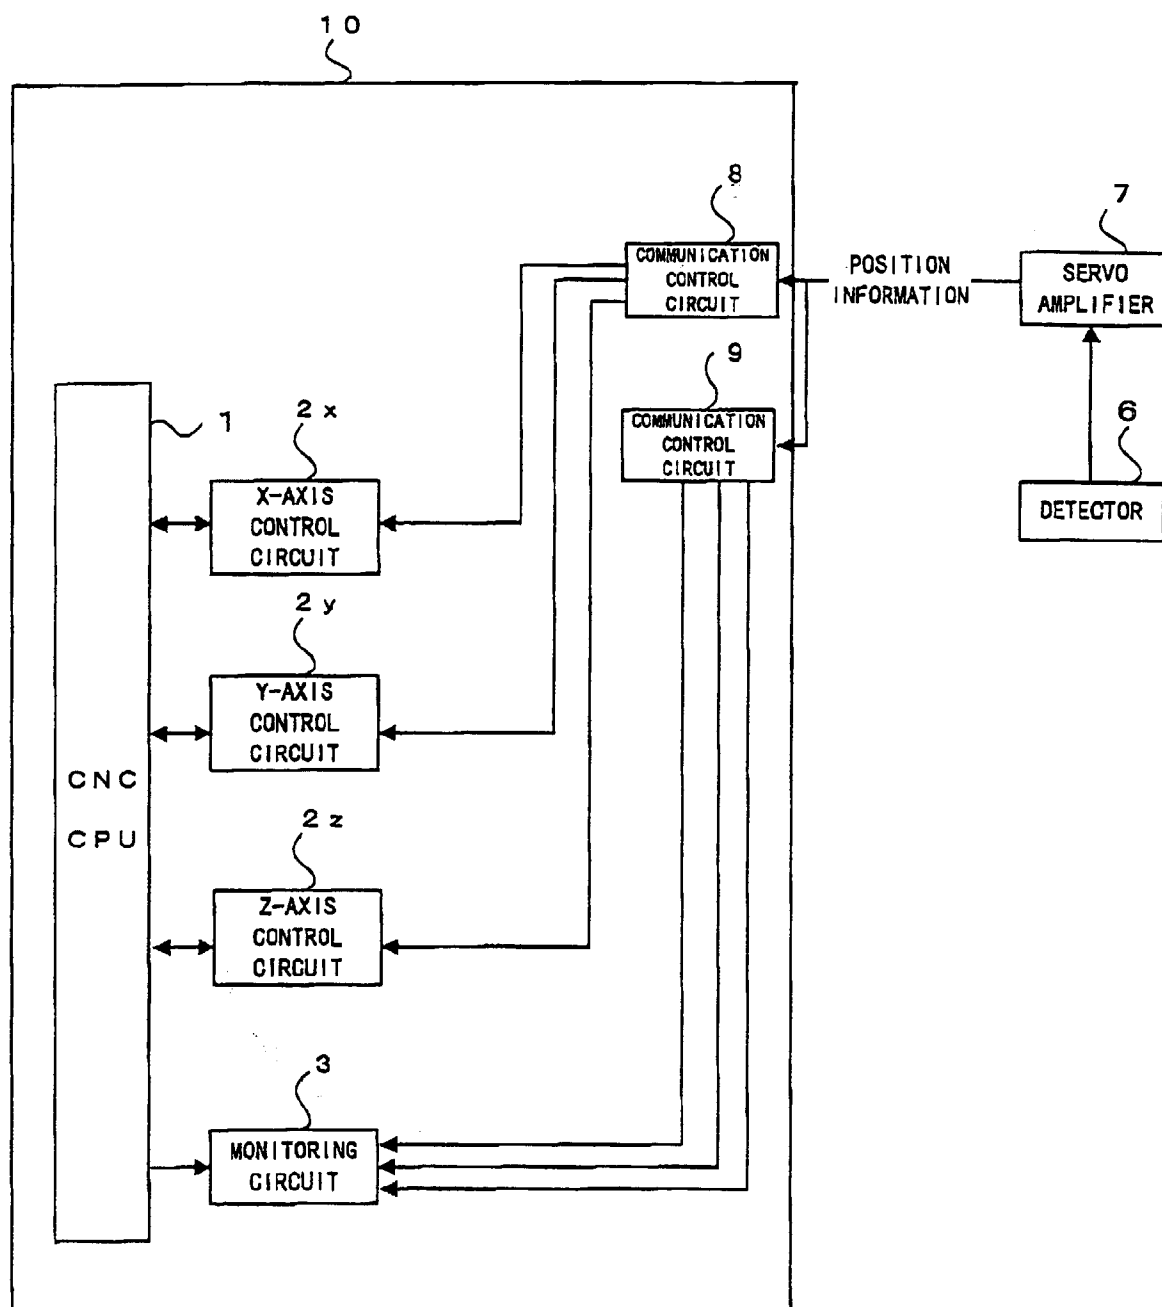 10
8
7
COMMUNICATION
CONTROL
CIRCUIT
POSITION
INFORMATION
SERVO
AMPLIFIER
9
COMMUNICATION
CONTROL
CIRCUIT
6
DETECTOR
1
2x
X-AXIS
CONTROL
CIRCUIT
2y
Y-AXIS
CONTROL
CIRCUIT
CNC
CPU
2z
Z-AXIS
CONTROL
CIRCUIT
3
MONITORING
CIRCUIT